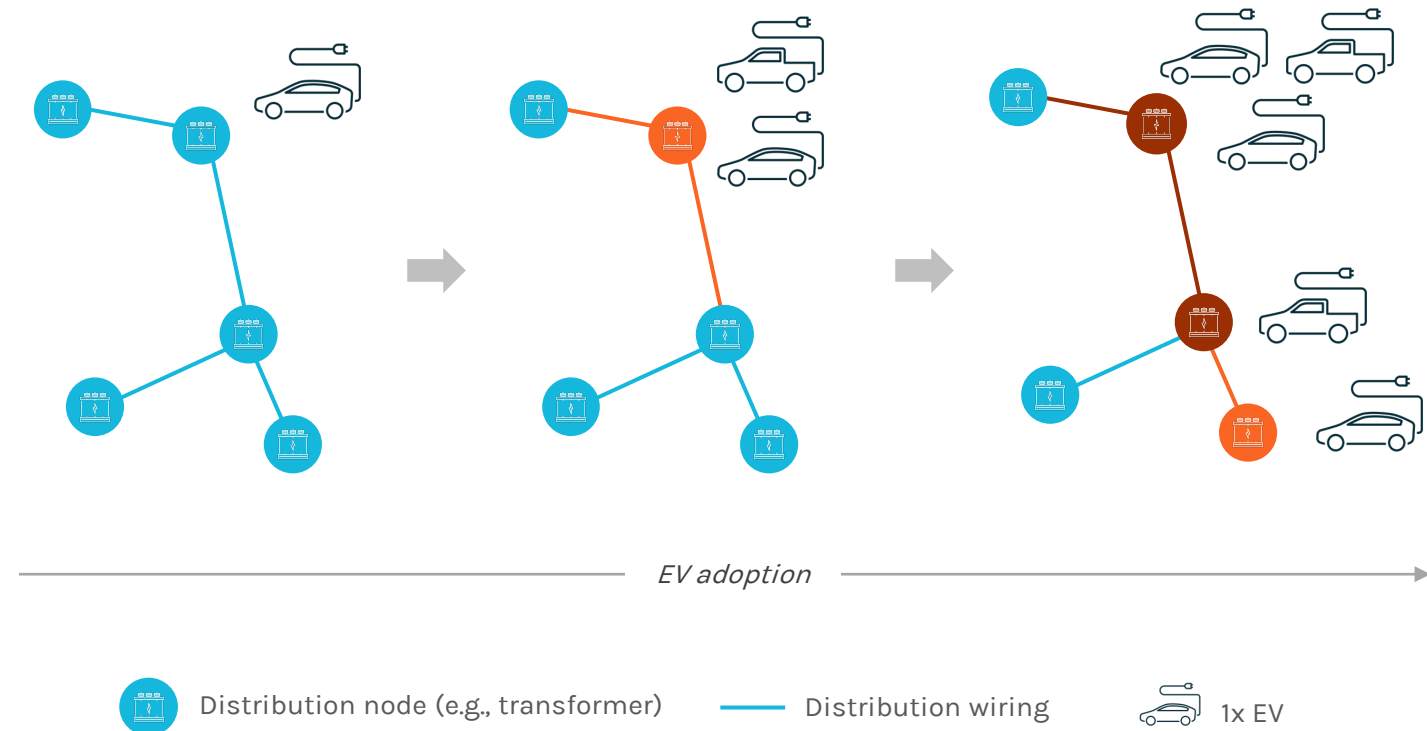 EV adoption
Distribution node (e.g., transformer)
Distribution wiring
1x EV